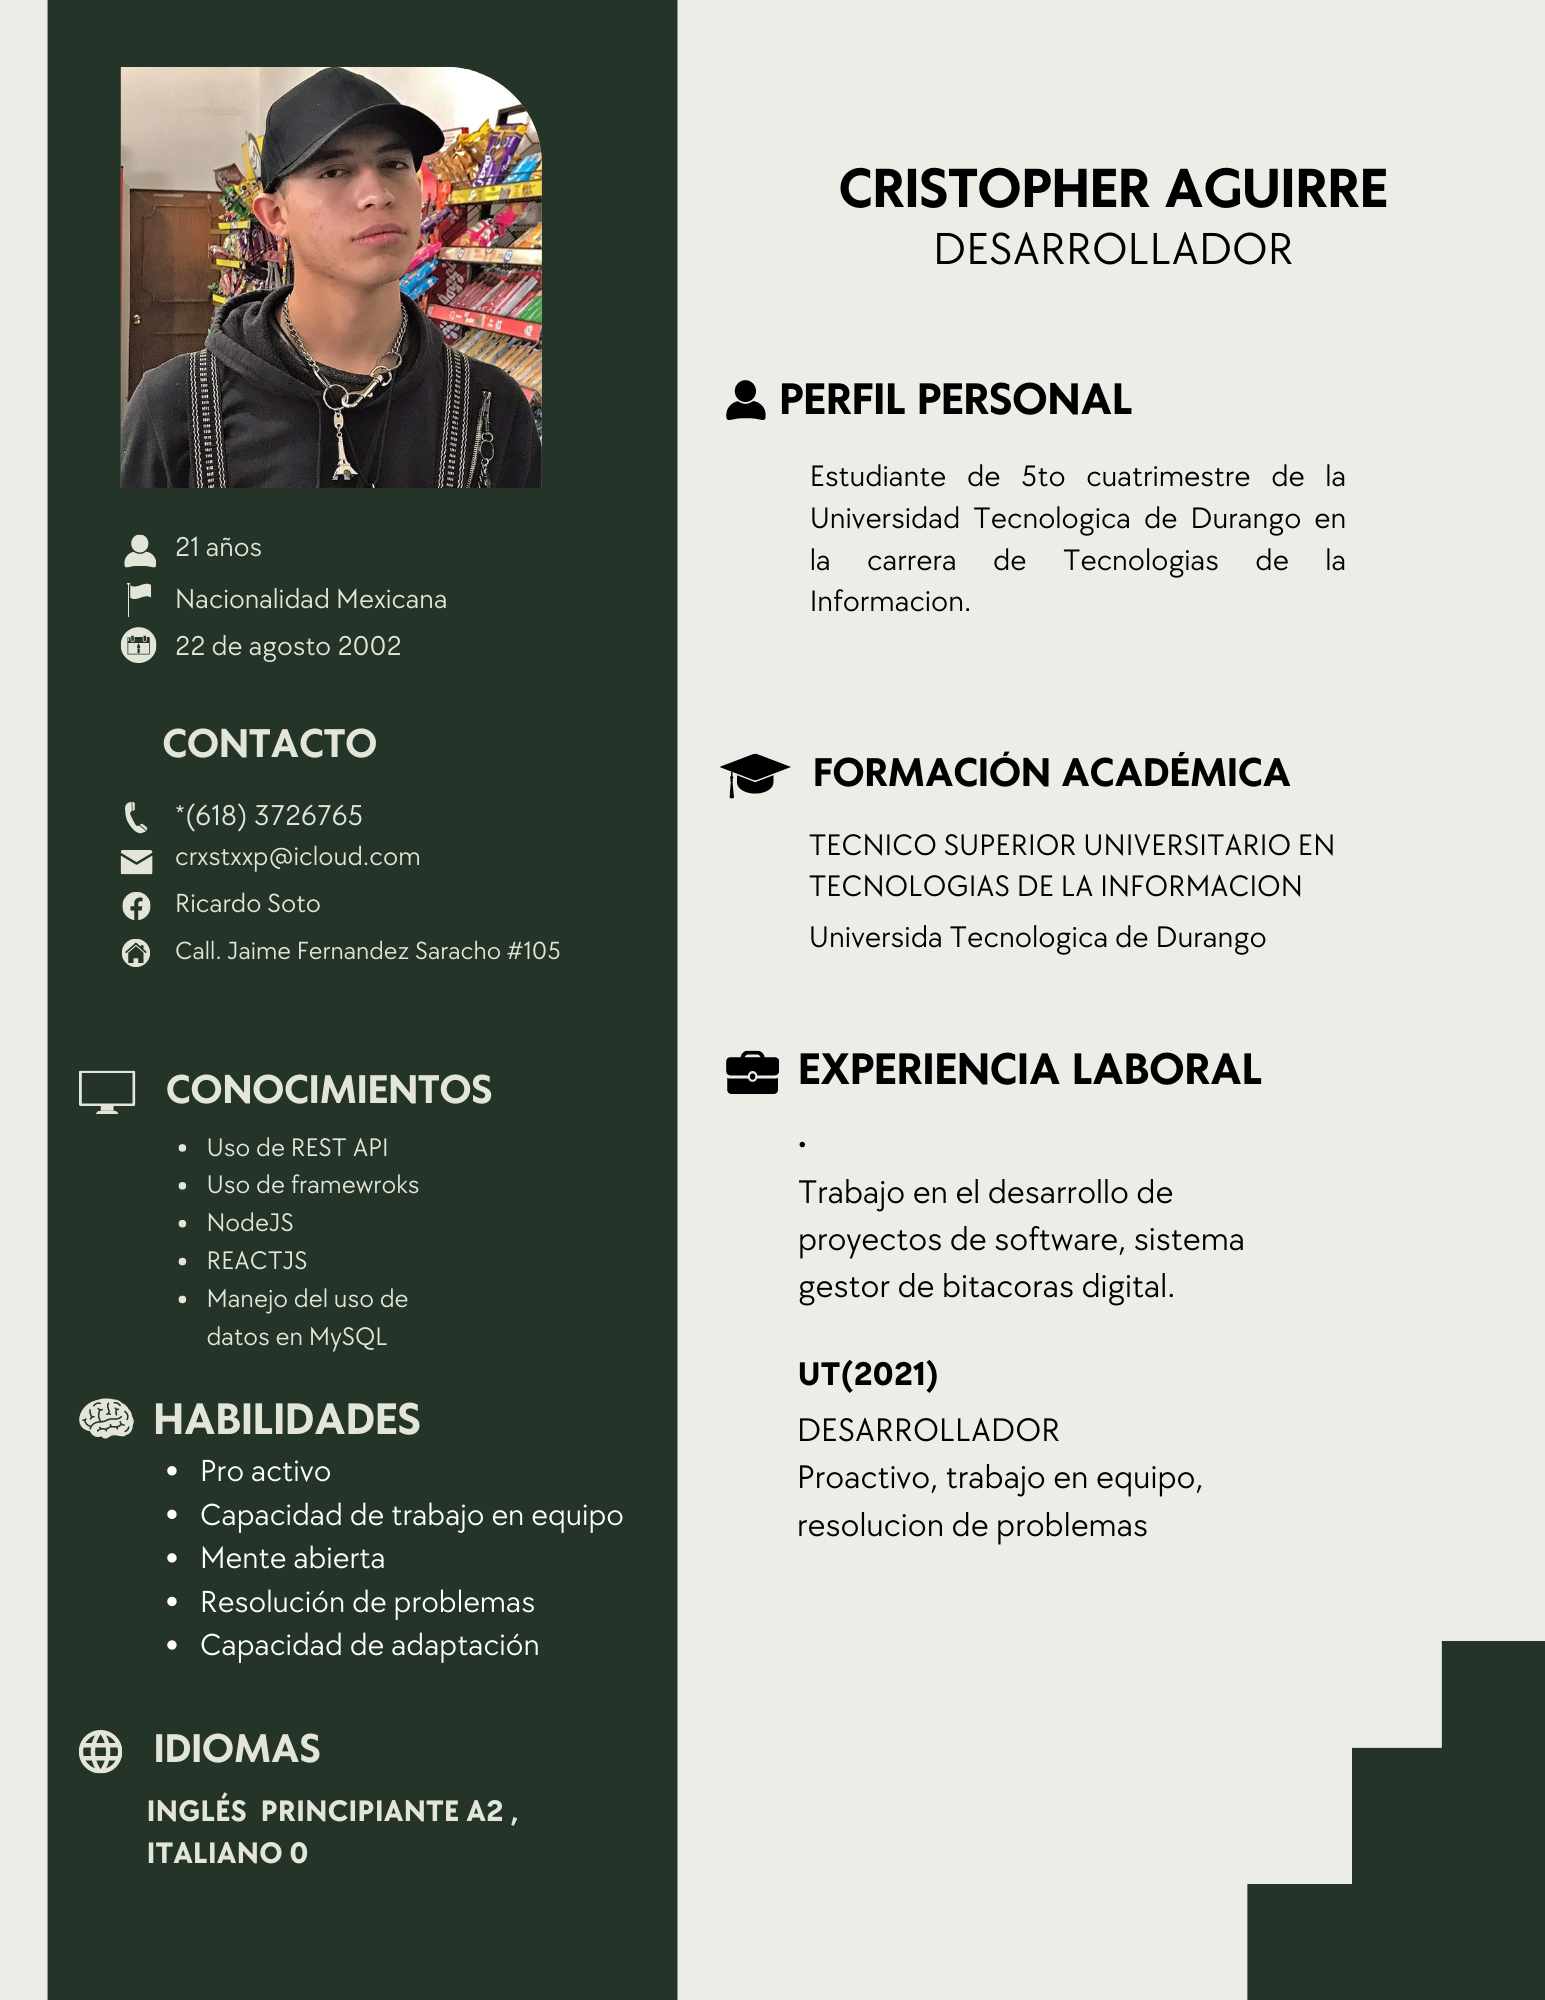 21 años
Nacionalidad Mexicana
22 de agosto 2002
CONTACTO
*(618) 3726765
crxstxxp@icloud.com
Ricardo Soto
Call. Jaime Fernandez Saracho #105
CONOCIMIENTOS
• Uso de REST API
• Uso de framewroks
• NodeJS
• REACTJS
• Manejo del uso de
datos en MySQL
HABILIDADES
• Pro activo
• Capacidad de trabajo en equipo
• Mente abierta
• Resolución de problemas
• Capacidad de adaptación
IDIOMAS
INGLÉS  PRINCIPIANTE A2 ,
ITALIANO 0
CRISTOPHER AGUIRRE
DESARROLLADOR
PERFIL PERSONAL
Estudiante de 5to cuatrimestre de la
Universidad Tecnologica de Durango en
la carrera de Tecnologias de la
Informacion.
FORMACIÓN ACADÉMICA
TECNICO SUPERIOR UNIVERSITARIO EN
TECNOLOGIAS DE LA INFORMACION
Universida Tecnologica de Durango
EXPERIENCIA LABORAL
.
Trabajo en el desarrollo de
proyectos de software, sistema
gestor de bitacoras digital.
UT(2021)
DESARROLLADOR
Proactivo, trabajo en equipo,
resolucion de problemas